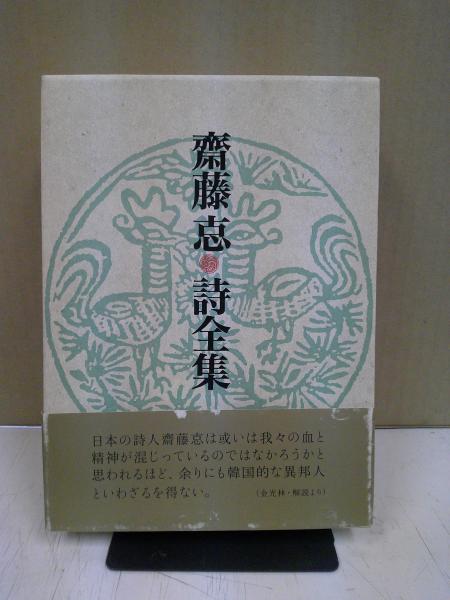 齋藤怘・詩全集
日本の詩人齋藤怘は或いは我々の血と
精神が混じっているのではなかろうかと
思われるほど、余りにも韓国的な異邦人
といわざるを得ない。
(金光林・解説より)